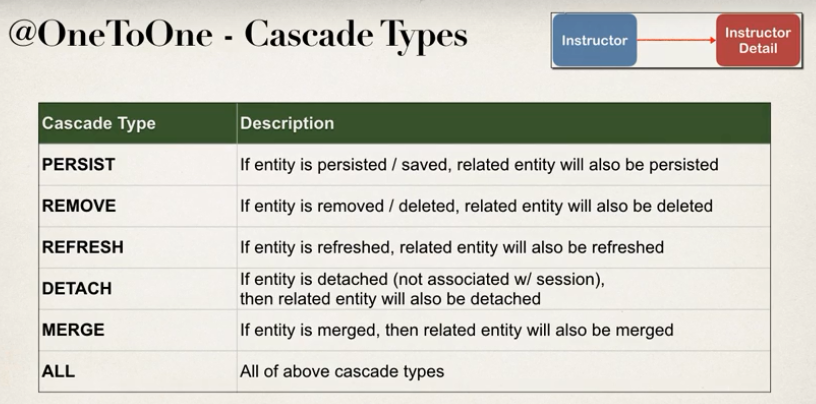 @OneToOne - Cascade Types
Instructor
Instructor
Detail
Cascade Type Description
PERSIST If entity is persisted / saved, related entity will also be persisted
REMOVE If entity is removed / deleted, related entity will also be deleted
REFRESH If entity is refreshed, related entity will also be refreshed
DETACH If entity is detached (not associated w/ session),
then related entity will also be detached
MERGE If entity is merged, then related entity will also be merged
ALL All of above cascade types